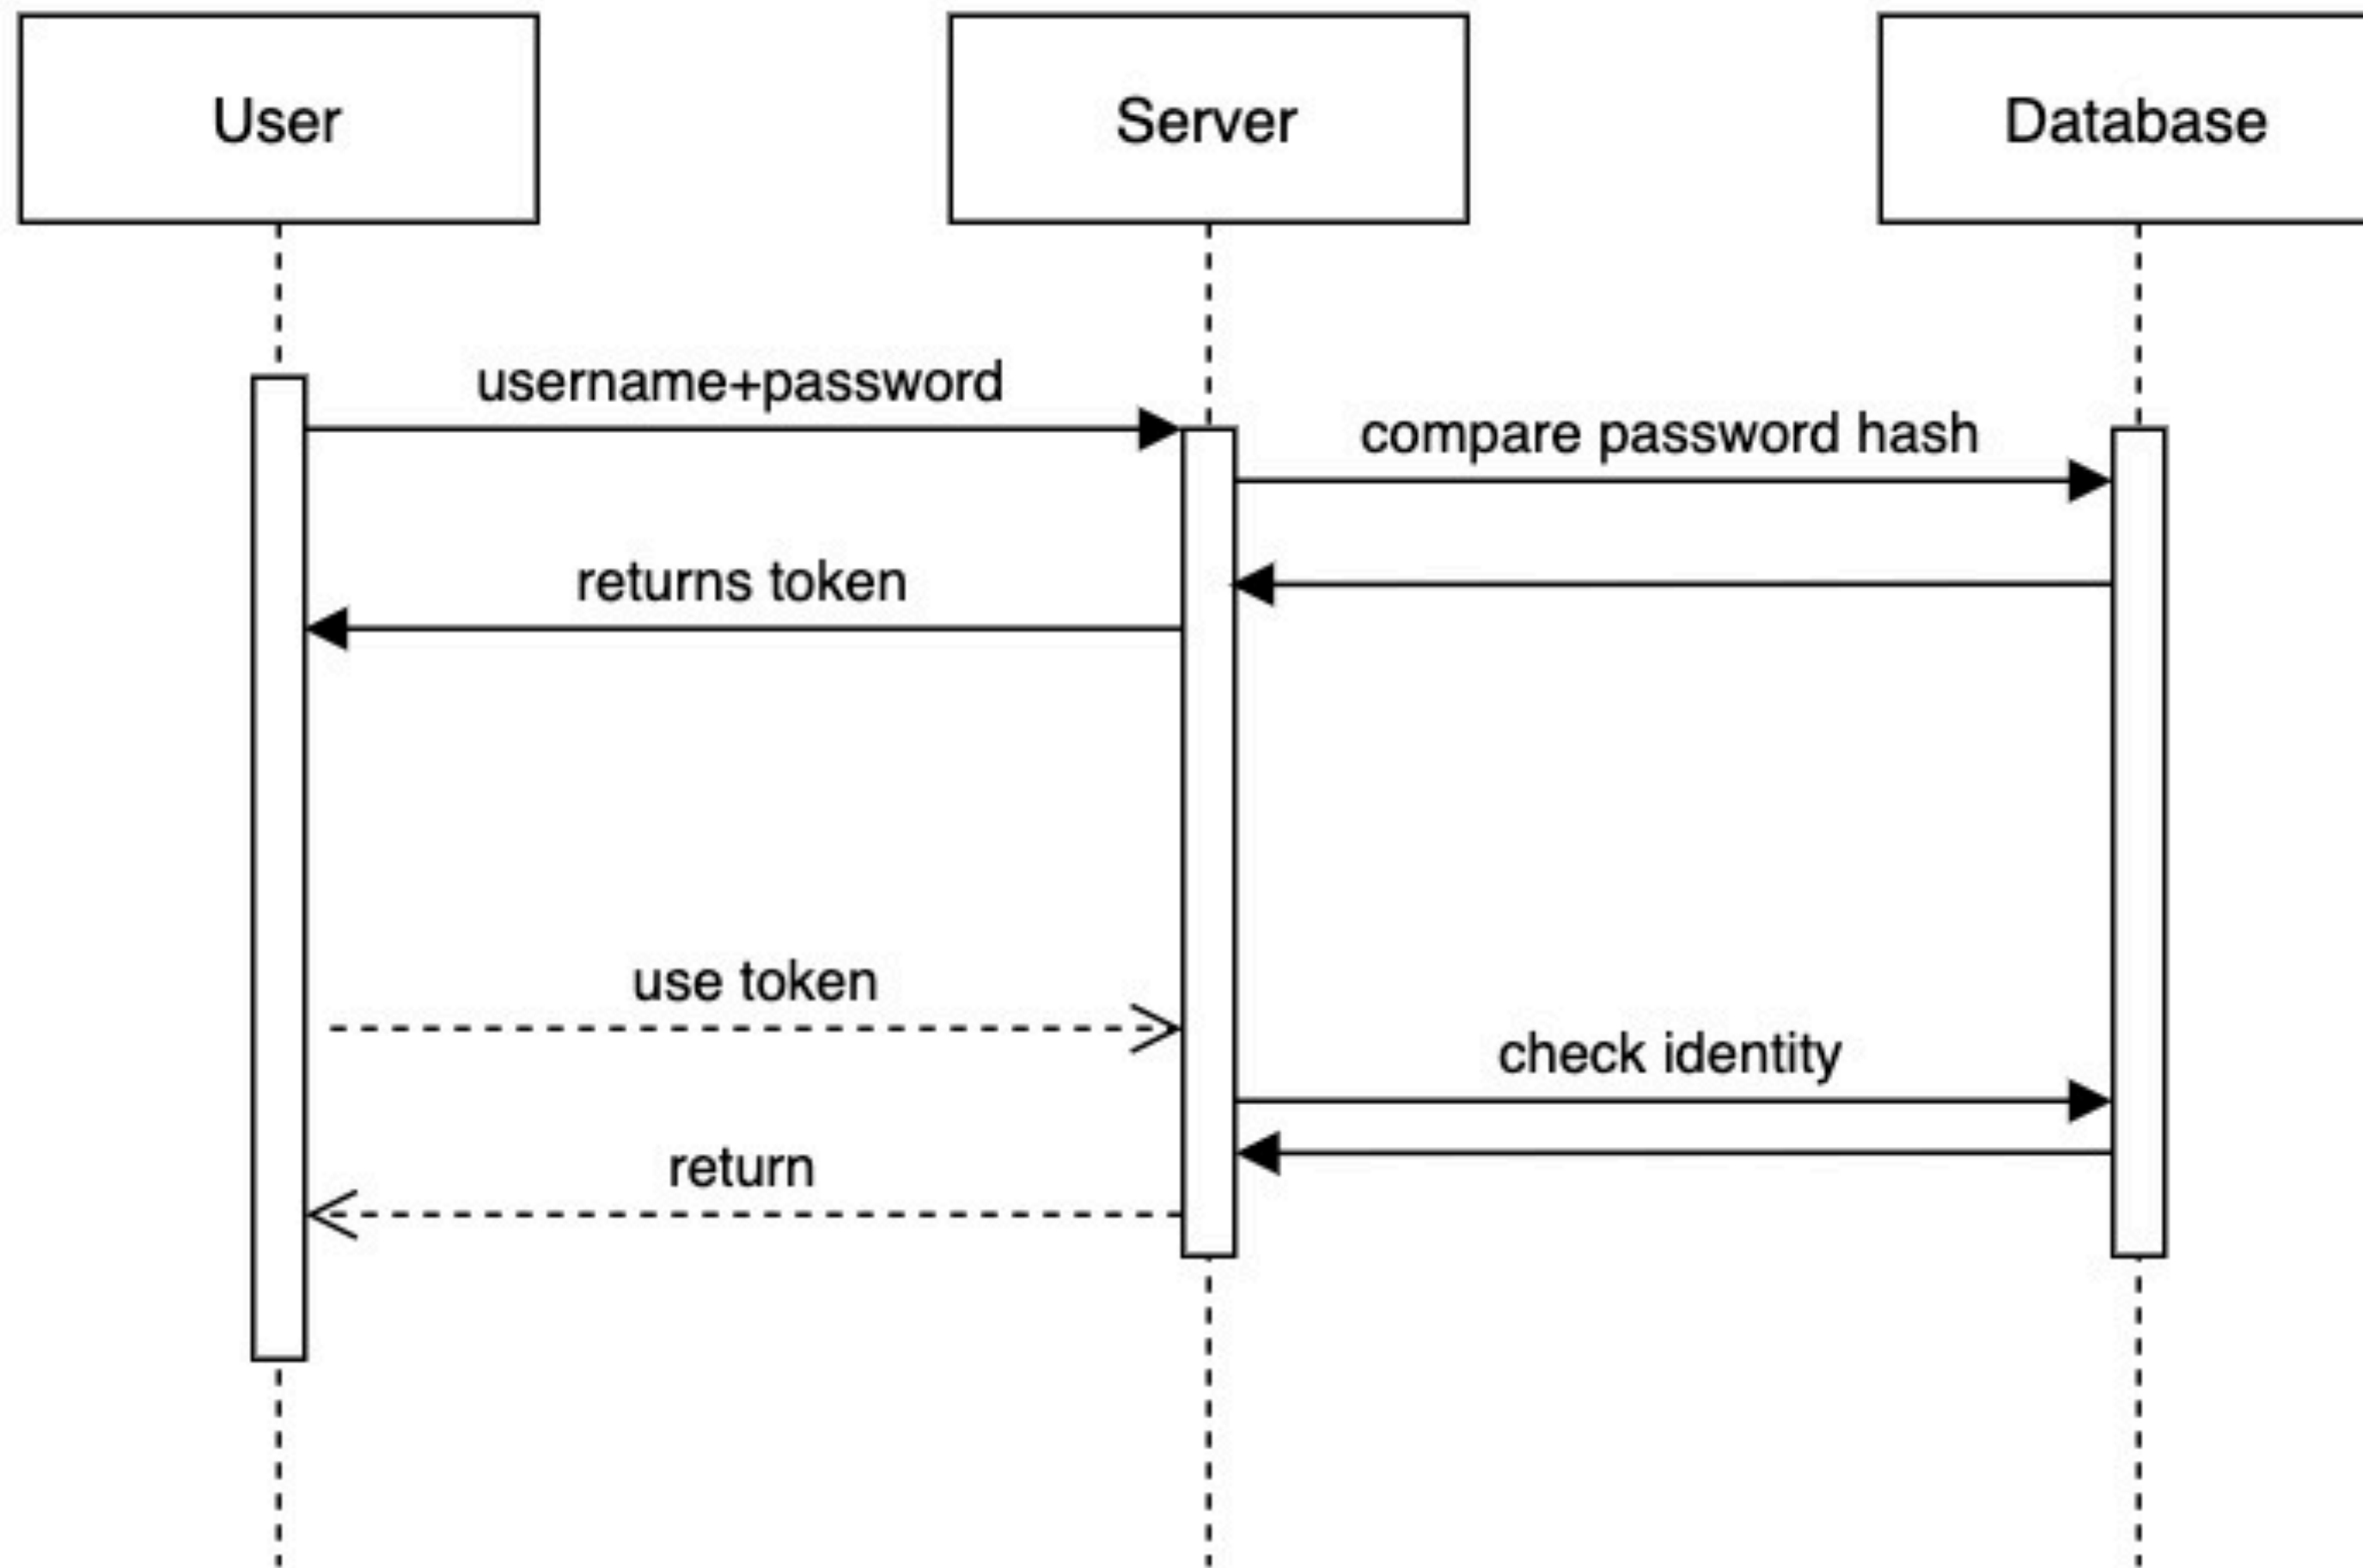 User
Server
Database
username+password
compare password hash
returns token
use token
check identity
return